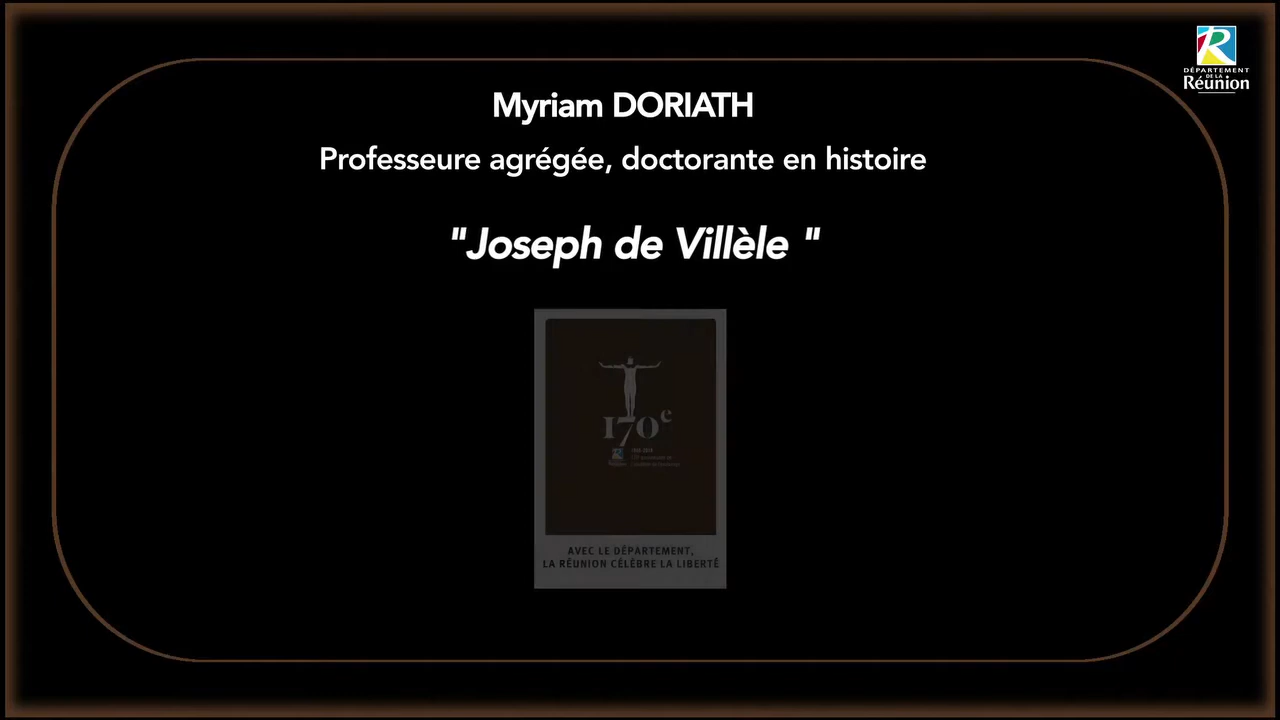 DÉPARTEMENT
DE LA
Réunion
Myriam DORIATH
Professeure agrégée, doctorante en histoire
"Joseph de Villèle "
170e
AVEC LE DÉPARTEMENT,
LA RÉUNION CÉLÈBRE LA LIBERTÉ